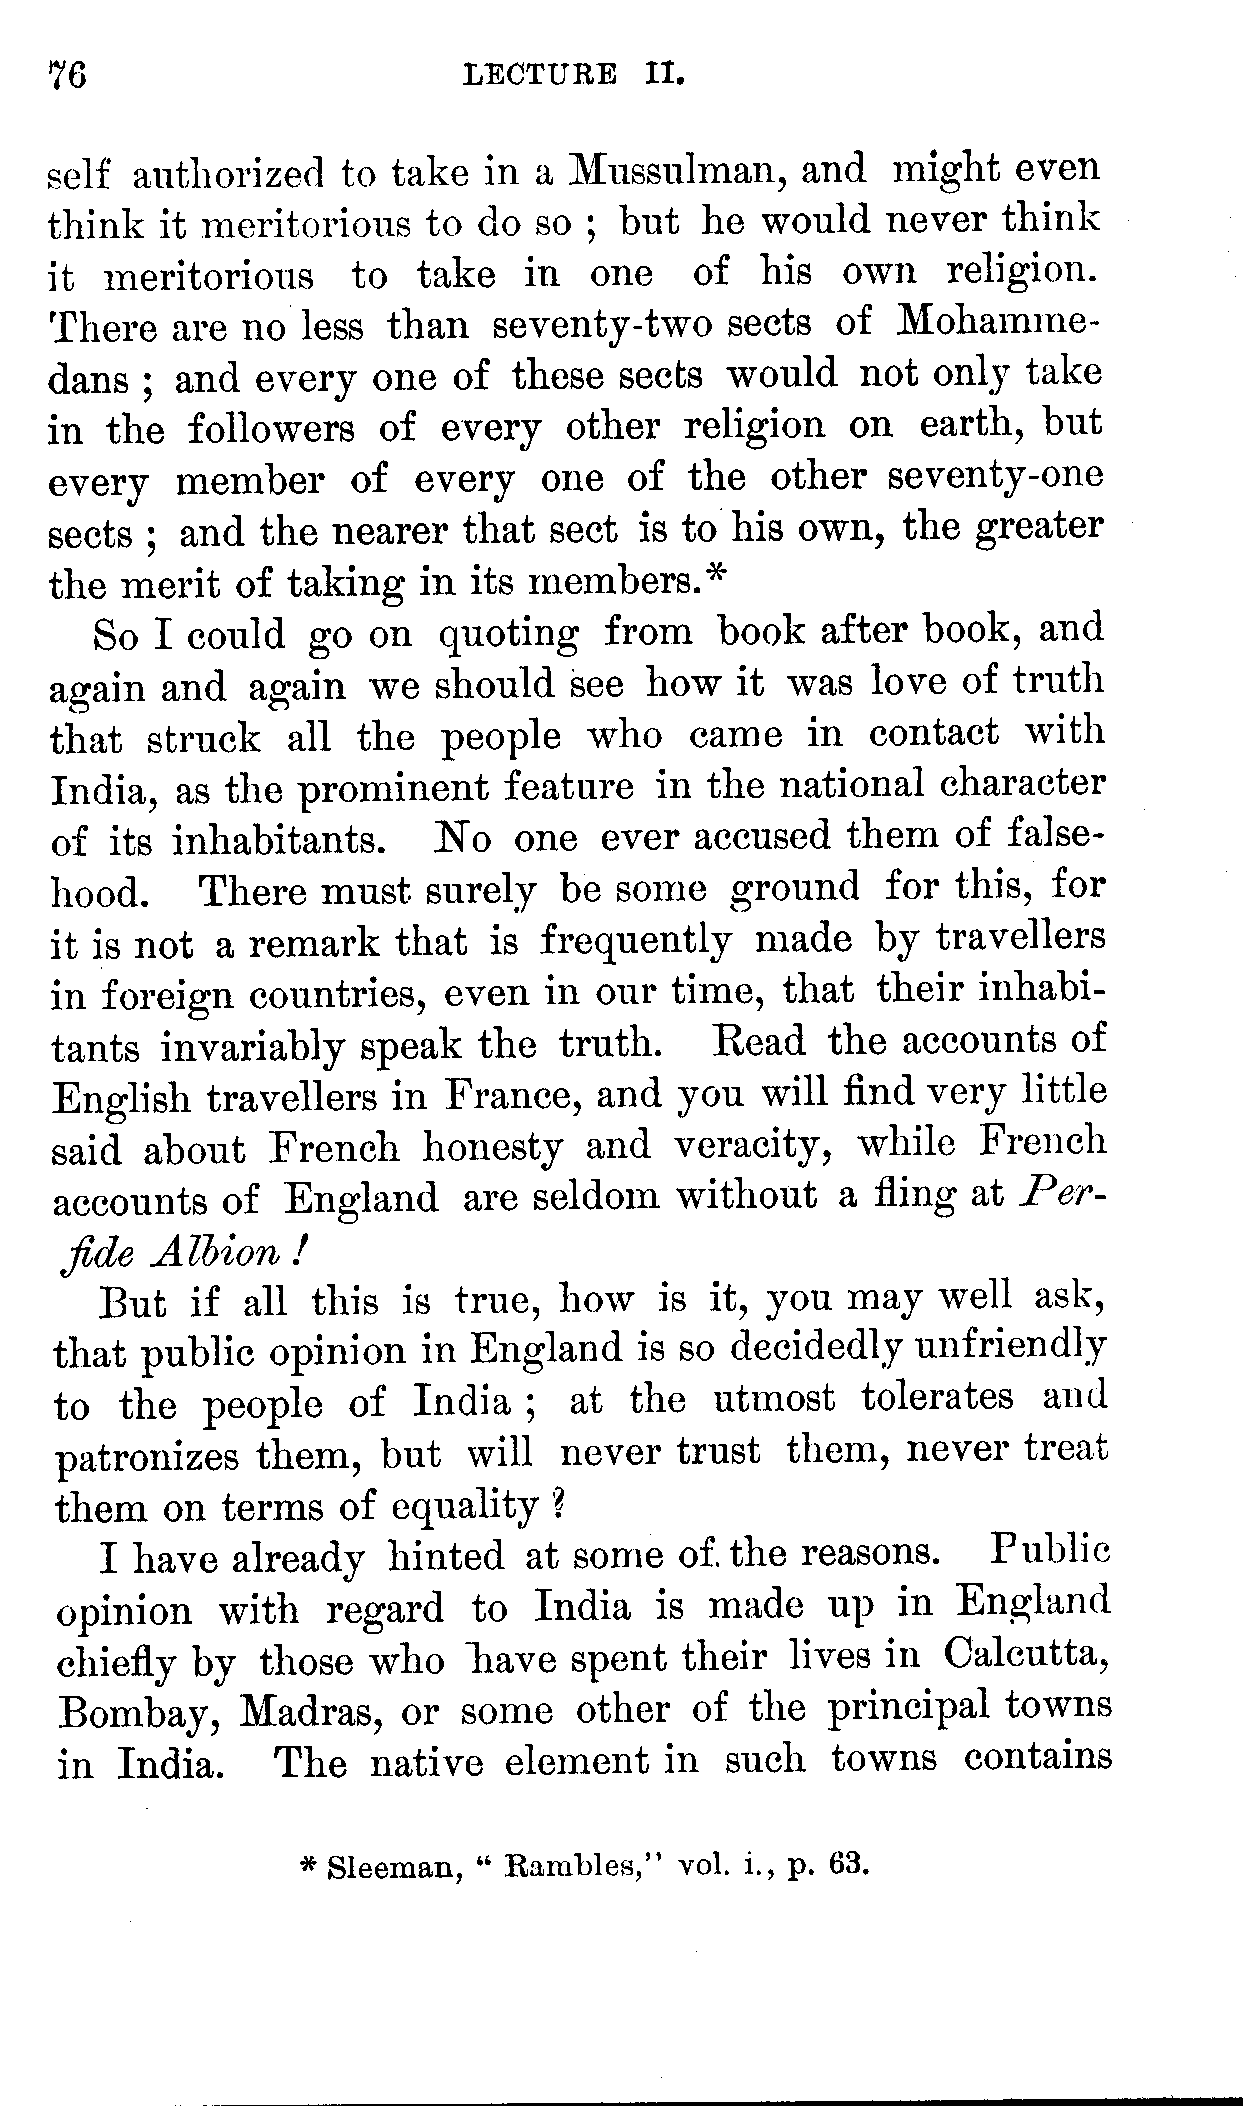 76 LECTURE II.
self authorized to take in a Mussulman, and might even
think it meritorious to do so ; but he would never think
it meritorious to take in one of his own religion.
There are no less than seventy-two sects of Mohamme-
dans ; and every one of these sects would not only take
in the followers of every other religion on earth, but
every member of every one of the other seventy-one
sects ; and the nearer that sect is to his own, the greater
the merit of taking in its members.*
So I could go on quoting from book after book, and
again and again we should see how it was love of truth
that struck all the people who came in contact with
India, as the prominent feature in the national character
of its inhabitants. No one ever accused them of false-
hood. There must surely be some ground for this, for
it is not a remark that is frequently made by travellers
in foreign countries, even in our time, that their inhabi-
tants invariably speak the truth. Read the accounts of
English travellers in France, and you will find very little
said about French honesty and veracity, while French
accounts of England are seldom without a fling at Per-
fide Albion !
But if all this is true, how is it, you may well ask,
that public opinion in England is so decidedly unfriendly
to the people of India ; at the utmost tolerates and
patronizes them, but will never trust them, never treat
them on terms of equality ?
I have already hinted at some of the reasons. Public
opinion with regard to India is made up in England
chiefly by those who have spent their lives in Calcutta,
Bombay, Madras, or some other of the principal towns
in India. The native element in such towns contains
* Sleeman, “ Rambles,” vol. i., p. 63.